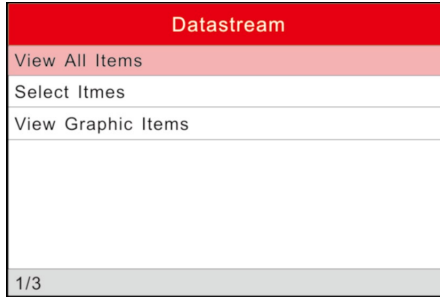 Datastream
View All Items
Select Itmes
View Graphic Items
1/3